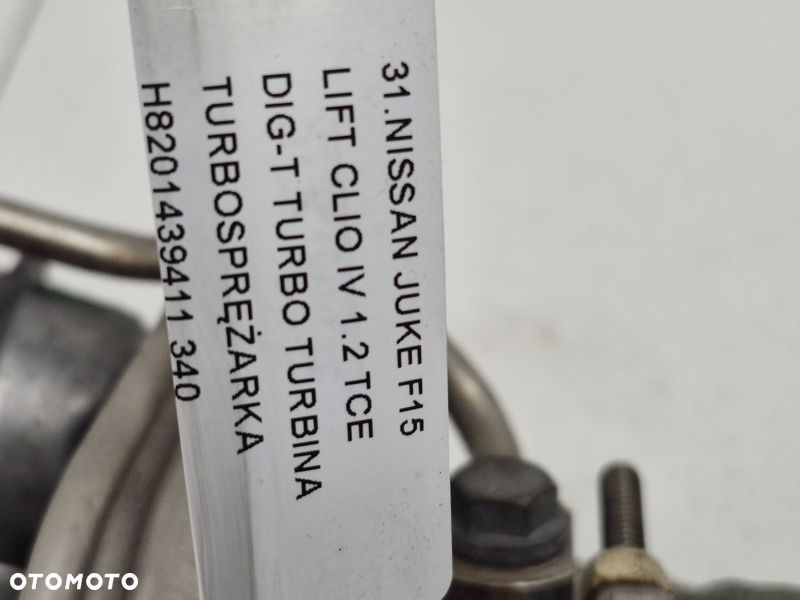 31.NISSAN JUKE F15
LIFT CLIO IV 1.2 TCE
DIG-T TURBO TURBINA
TURBOSPRĘŻARKA
H8201439411 340
OTOMOTO